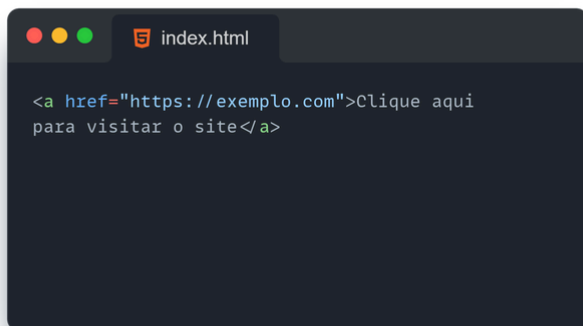 index.html
<a href="https://exemplo.com">Clique aqui
para visitar o site</a>